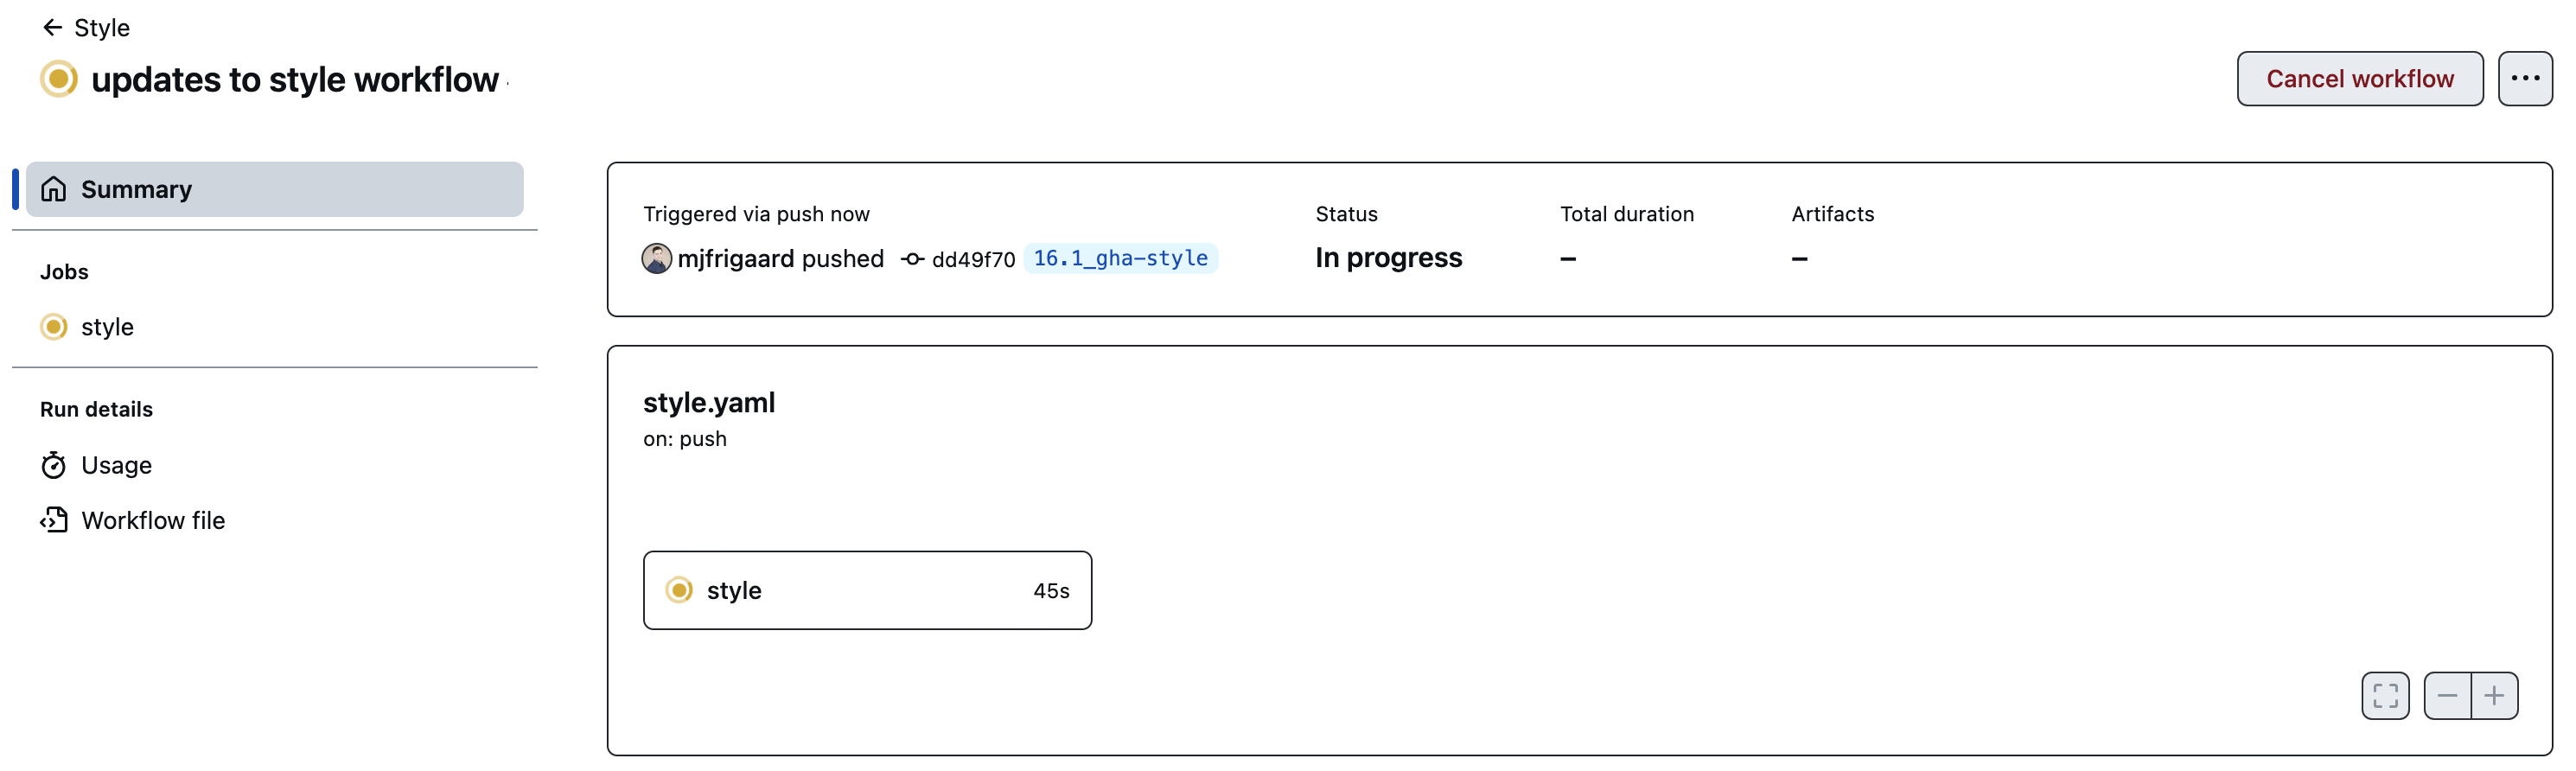 ← Style
updates to style workflow
Cancel workflow
...
Summary
Jobs
style
Run details
Usage
Workflow file
Triggered via push now
mjfrigaard pushed dd49f70 16.1_gha-style
Status
In progress
Total duration
–
Artifacts
–
style.yaml
on: push
style 45s